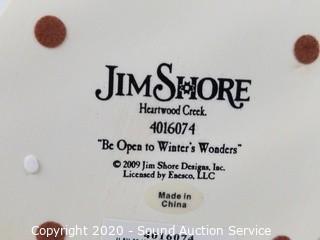 JIM SHORE
Heartwood Creek.
4016074
"Be Open to Winter's Wonders"
© 2009 Jim Shore Designs, Inc.
Licensed by Enesco, LLC
Made in
China
4016074
Copyright 2020 - Sound Auction Service